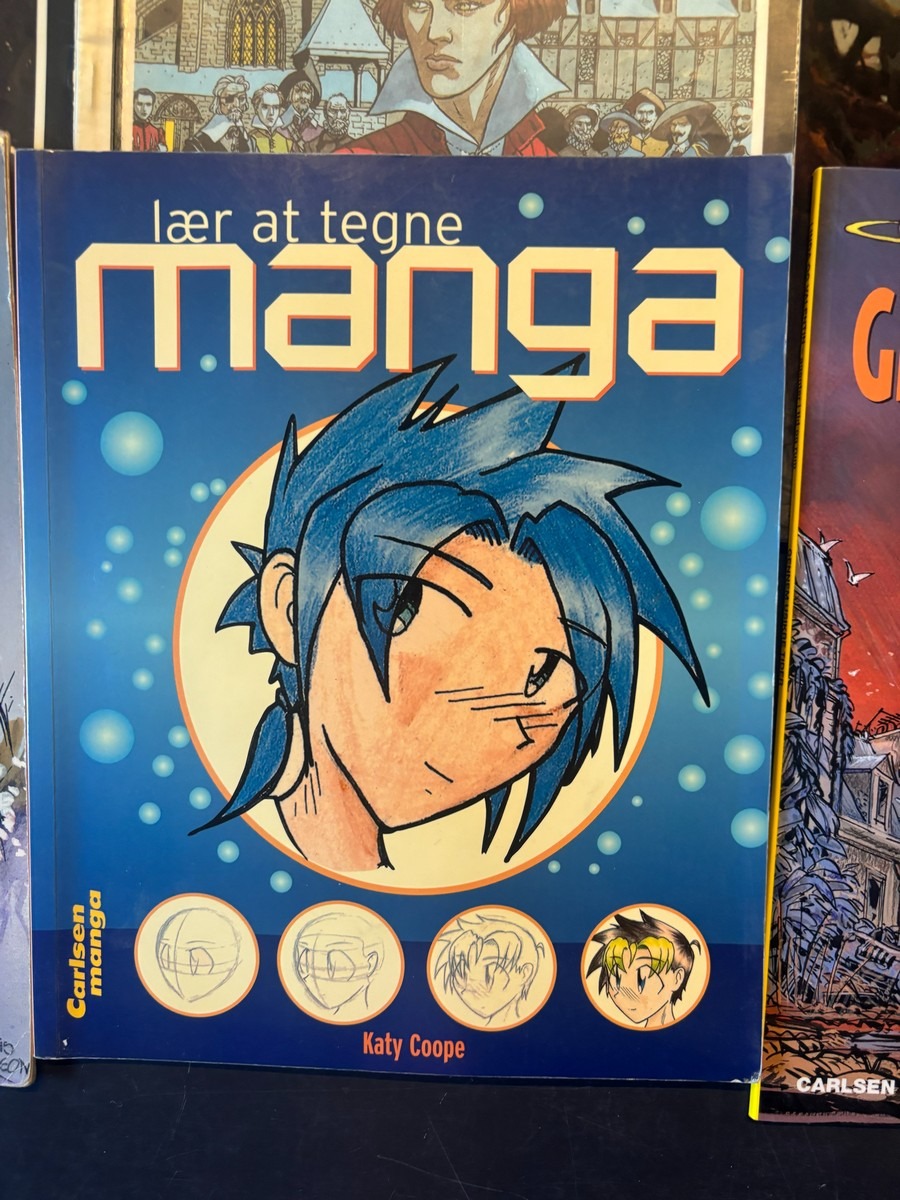 lær at tegne
manga
Carlsen
manga
Katy Coope
CARLSEN